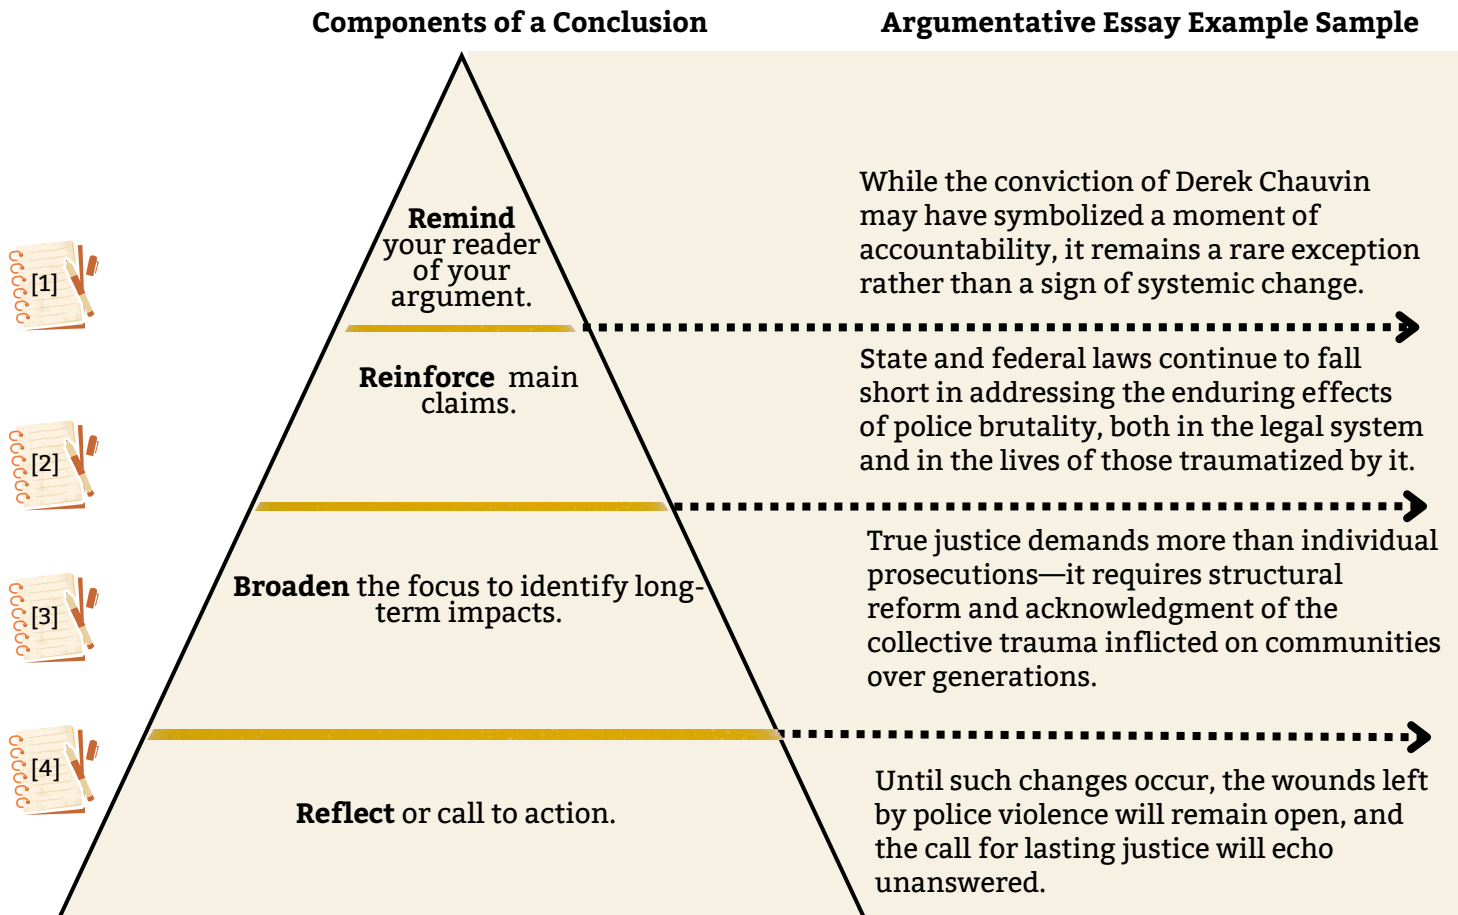 Components of a Conclusion
Argumentative Essay Example Sample
[1]
Remind
your reader
of your
argument.
While the conviction of Derek Chauvin
may have symbolized a moment of
accountability, it remains a rare exception
rather than a sign of systemic change.
[2]
Reinforce main
claims.
State and federal laws continue to fall
short in addressing the enduring effects
of police brutality, both in the legal system
and in the lives of those traumatized by it.
[3]
Broaden the focus to identify long-
term impacts.
True justice demands more than individual
prosecutions—it requires structural
reform and acknowledgment of the
collective trauma inflicted on communities
over generations.
[4]
Reflect or call to action.
Until such changes occur, the wounds left
by police violence will remain open, and
the call for lasting justice will echo
unanswered.